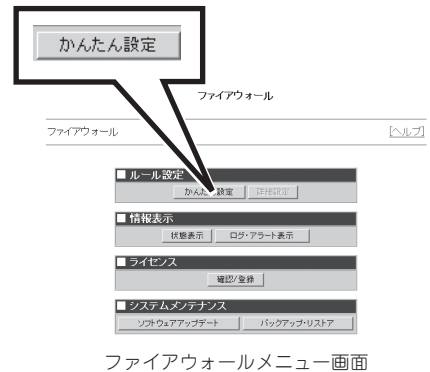 かんたん設定
ファイアウォール
ファイアウォール [ヘルプ]
■ ルール設定
かんたん設定 詳細設定
■ 情報表示
状態表示 ログ・アラート表示
■ ライセンス
確認/登録
■ システムメンテナンス
ソフトウェアアップデート バックアップ・リストア
ファイアウォールメニュー画面